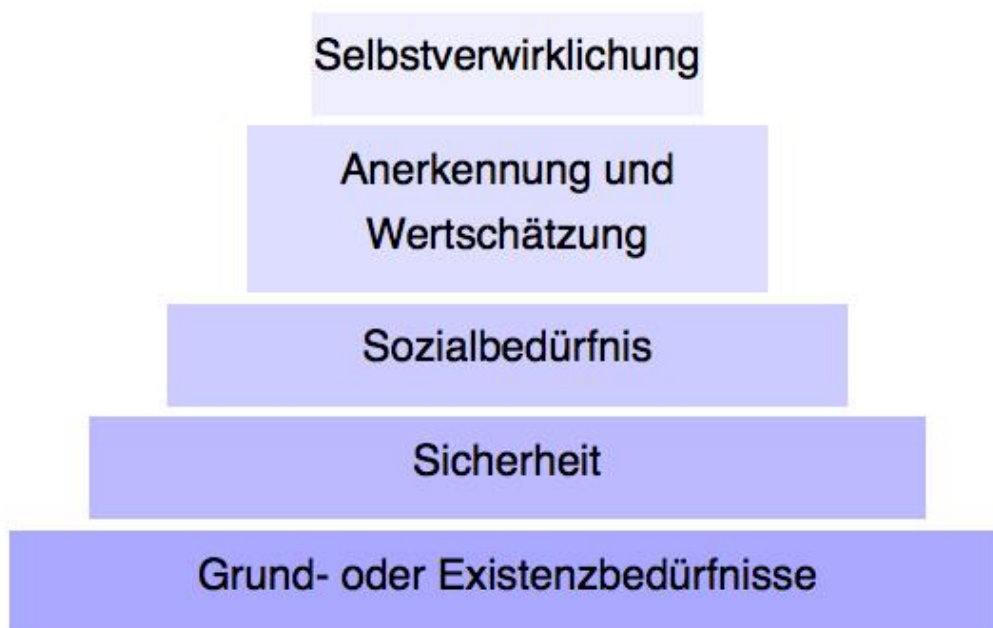 Selbstverwirklichung
Anerkennung und
Wertschätzung
Sozialbedürfnis
Sicherheit
Grund- oder Existenzbedürfnisse